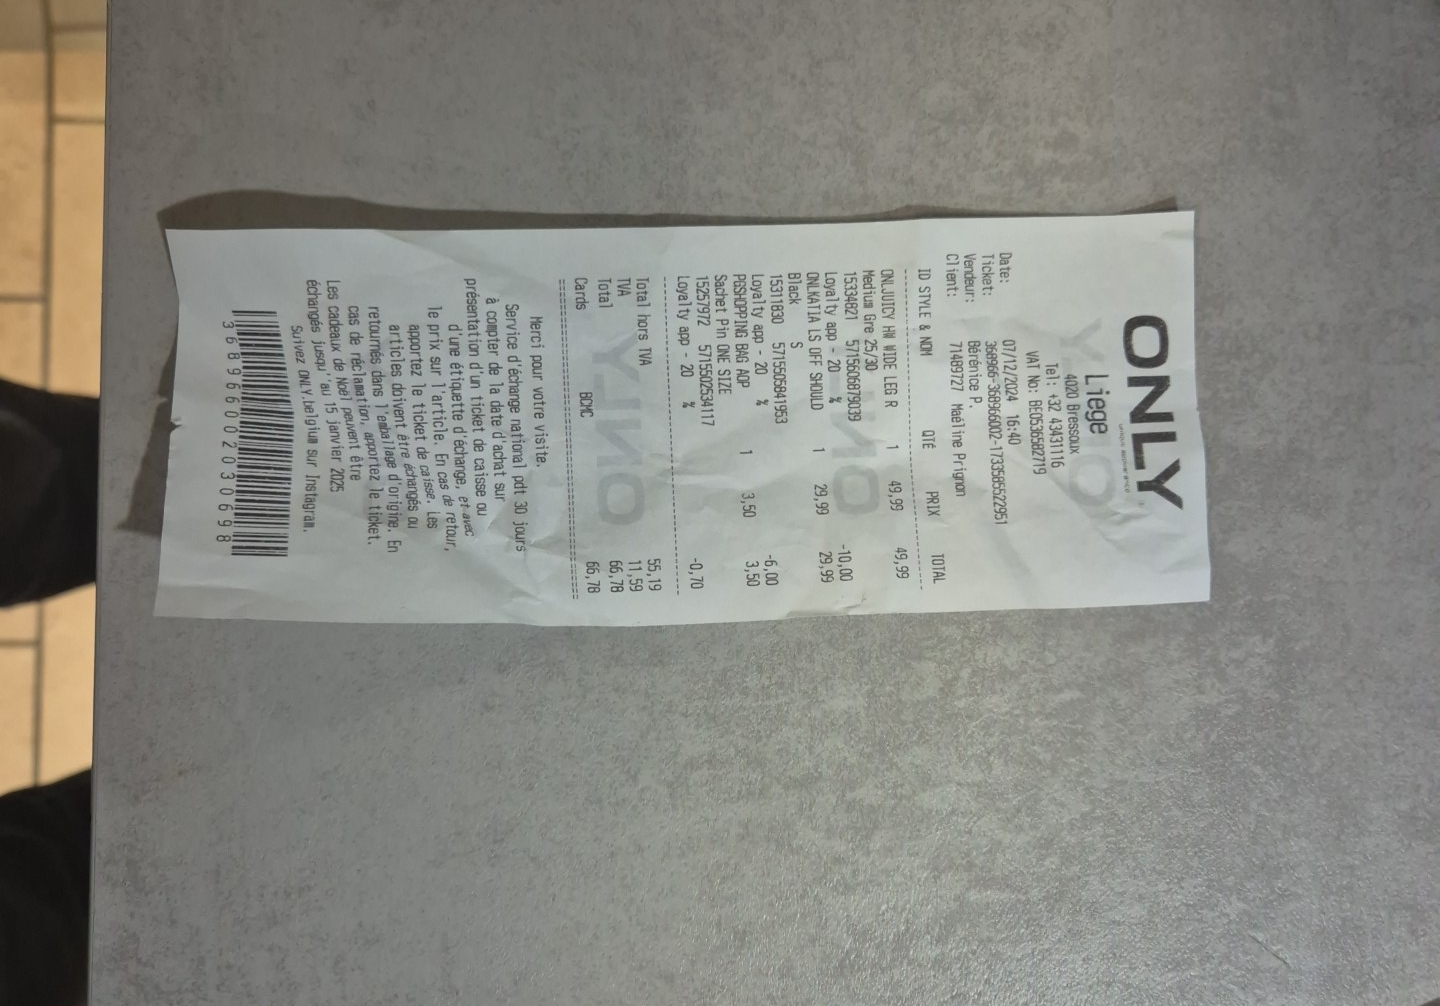 ONLY
Liege
4020 Bressoux
Tel: +32 43431116
VAT No: BE0536582719
Date: 07/12/2024 16:40
Ticket: 368966-368966002-1733585522951
Vendeur: Bérénice P.
Client: 71489727 Maéline Prignon
ID STYLE & NOM QTÉ PRIX TOTAL
ONLJUICY HW WIDE LEG R 1 49,99 49,99
Medium Gre 25/30
15334821 5715606879039
Loyalty app - 20 % -10,00
ONLKATIA LS OFF SHOULD 1 29,99 29,99
Black S
15311830 5715505841953
Loyalty app - 20 % -6,00
PGSHOPPING BAG AOP 1 3,50 3,50
Sachet Pin ONE SIZE
15257972 5715502534117
Loyalty app - 20 % -0,70
Total hors TVA 55,19
TVA 11,59
Total 66,78
Cards BCMC 66,78
Merci pour votre visite.
Service d'échange national pdt 30 jours
à compter de la date d'achat sur
présentation d'un ticket de caisse ou
d'une étiquette d'échange, et avec
le prix sur l'article. En cas de retour,
apportez le ticket de caisse. Les
articles doivent être échangés ou
retournés dans l'emballage d'origine. En
cas de réclamation, apportez le ticket.
Les cadeaux de Noël peuvent être
échangés jusqu'au 15 janvier 2025
Suivez ONLY.belgium sur Instagram.
368966002030698